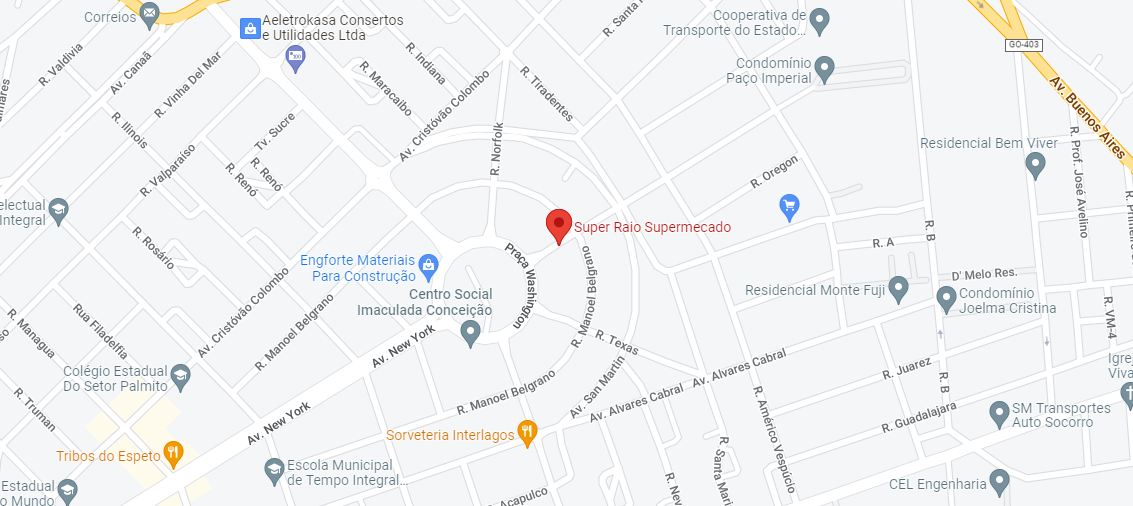 Correios
Aeletrokasa Consertos
e Utilidades Ltda
R. Santa
Cooperativa de
Transporte do Estado...
GO-403
Condomínio
Paço Imperial
Av. Buenos Aires
R. Valdivia
Av. Canaã
R. Vinha Del Mar
R. Indiana
R. Maracaibo
R. Tiradentes
Av. Cristóvão Colombo
R. Norfolk
R. Ilinois
Tv. Sucre
R. Valparaíso
R. Renó
R. Renó
Residencial Bem Viver
R. Prof. José Avelino
R. Oregon
electual
Integral
R. Rosário
Super Raio Supermecado
R. B
R. A
Praça Washington
R. Manoel Belgrano
Engforte Materiais
Para Construção
Centro Social
Imaculada Conceição
D' Melo Res.
Residencial Monte Fuji
Condomínio
Joelma Cristina
R. VM-4
Av. Cristóvão Colombo
R. Manoel Belgrano
Rua Filadelfia
R. Managua
Av. New York
R. Texas
Av. Alvares Cabral
Av. San Martin
R. Juarez
R. B
Igre
Viva
Colégio Estadual
Do Setor Palmito
R. Manoel Belgrano
Av. Alvares Cabral
R. Américo Vespúcio
R. Truman
Av. New York
R. Guadalajara
SM Transportes
Auto Socorro
Sorveteria Interlagos
R. Santa Mari
Tribos do Espeto
Escola Municipal
de Tempo Integral...
R. Nev
CEL Engenharia
Estadual
o Mundo
Acapulco